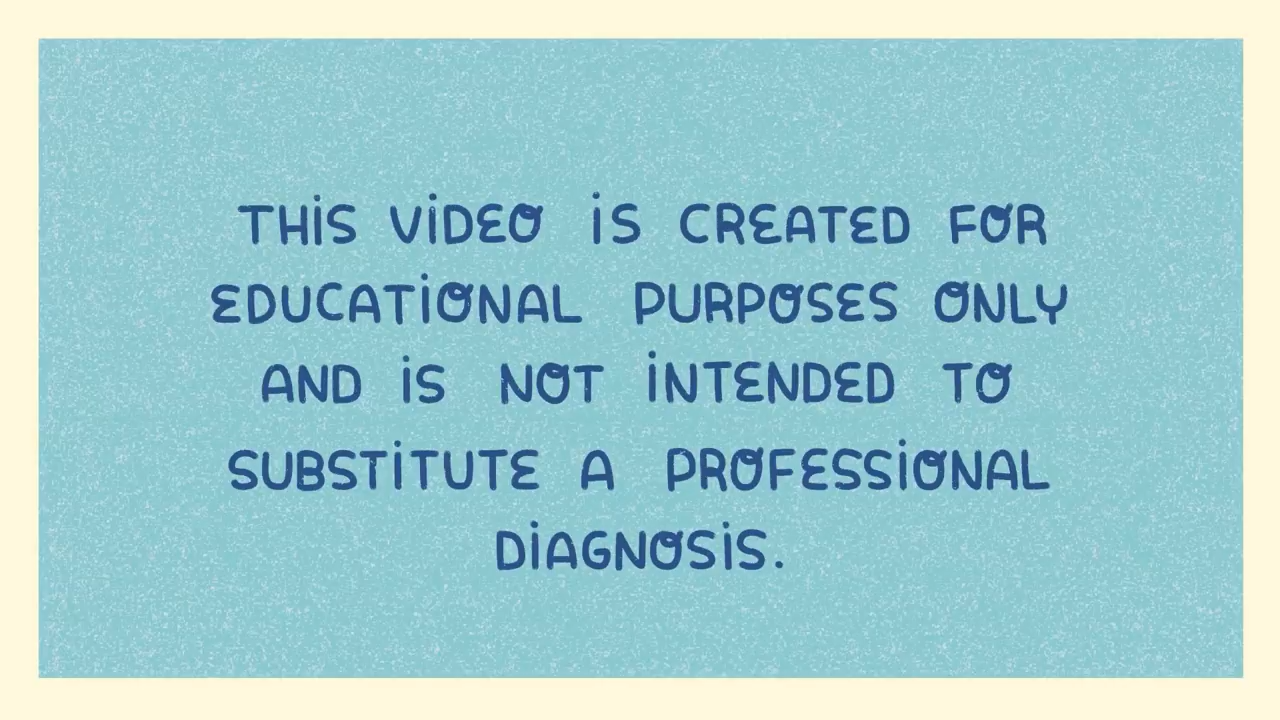 THIS VIDEO IS CREATED FOR
EDUCATIONAL PURPOSES ONLY
AND IS NOT INTENDED TO
SUBSTITUTE A PROFESSIONAL
DIAGNOSIS.